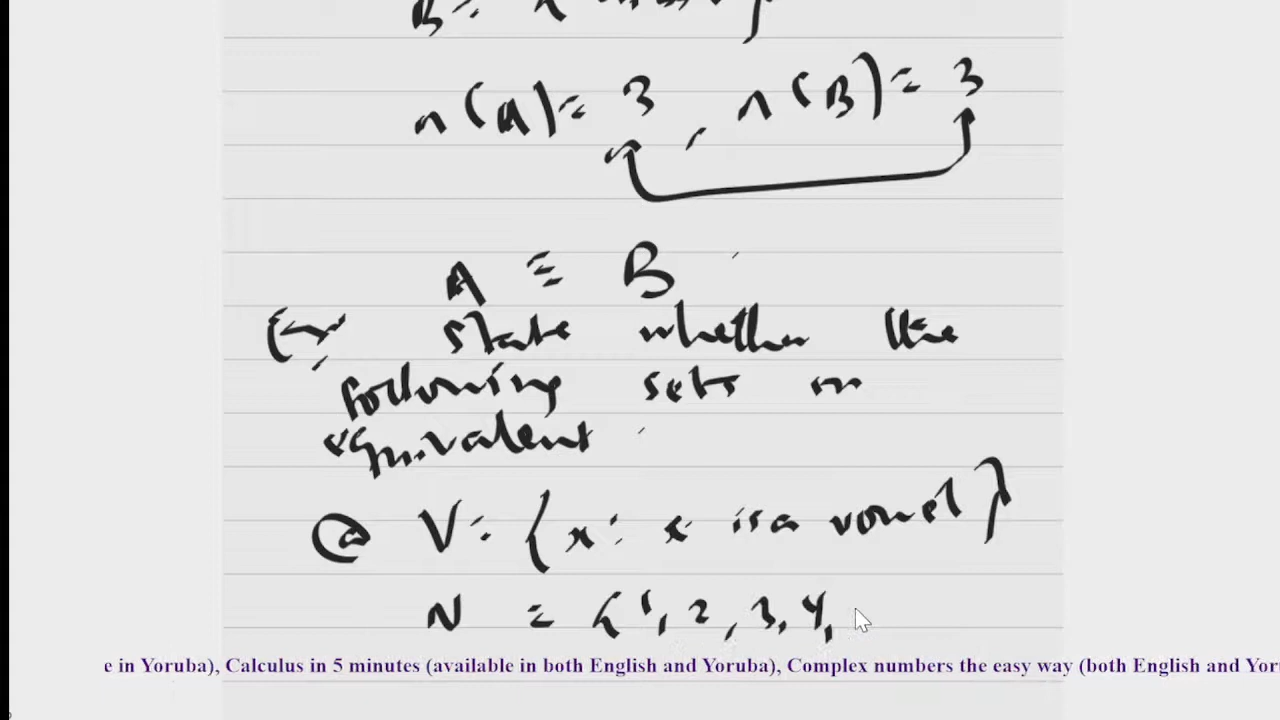 B =
n(A) = 3 , n(B) = 3
A ≡ B
Ex state whether the
following sets are
equivalent
(a) V = {x : x is a vowel}
N = {1, 2, 3, 4,
e in Yoruba), Calculus in 5 minutes (available in both English and Yoruba), Complex numbers the easy way (both English and Yor